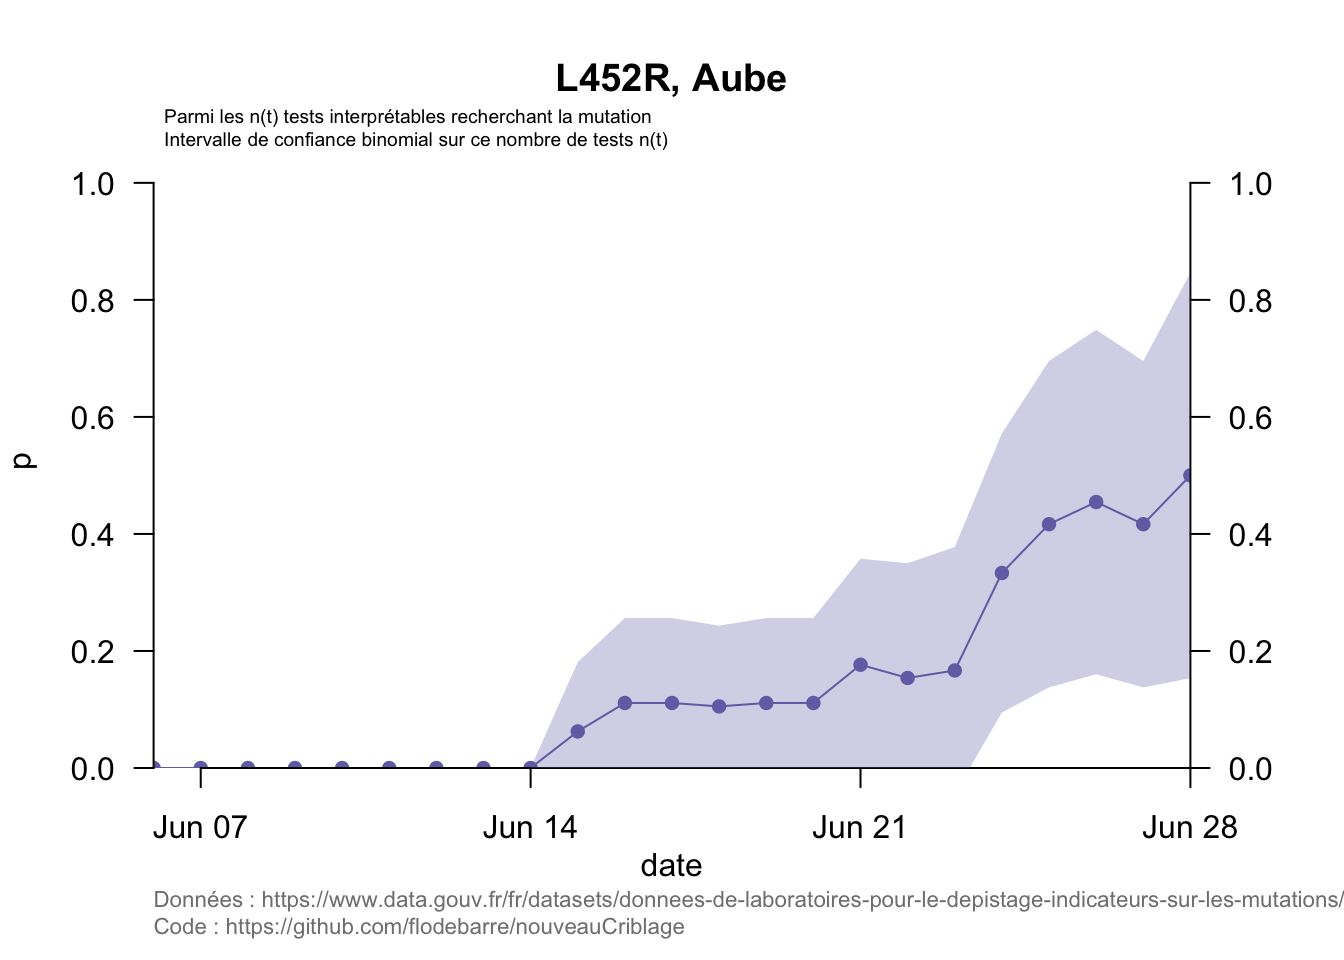 L452R, Aube
Parmi les n(t) tests interprétables recherchant la mutation
Intervalle de confiance binomial sur ce nombre de tests n(t)
1.0 1.0
0.8 0.8
0.6 0.6
p
0.4 0.4
0.2 0.2
0.0 0.0
Jun 07 Jun 14 Jun 21 Jun 28
date
Données : https://www.data.gouv.fr/fr/datasets/donnees-de-laboratoires-pour-le-depistage-indicateurs-sur-les-mutations/
Code : https://github.com/flodebarre/nouveauCriblage